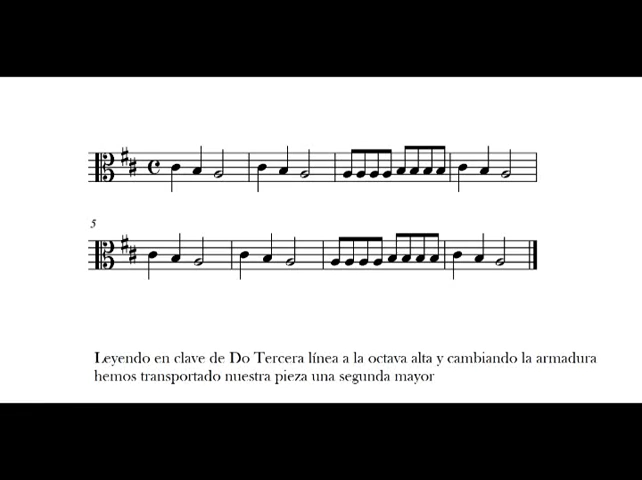 5
Leyendo en clave de Do Tercera línea a la octava alta y cambiando la armadura
hemos transportado nuestra pieza una segunda mayor